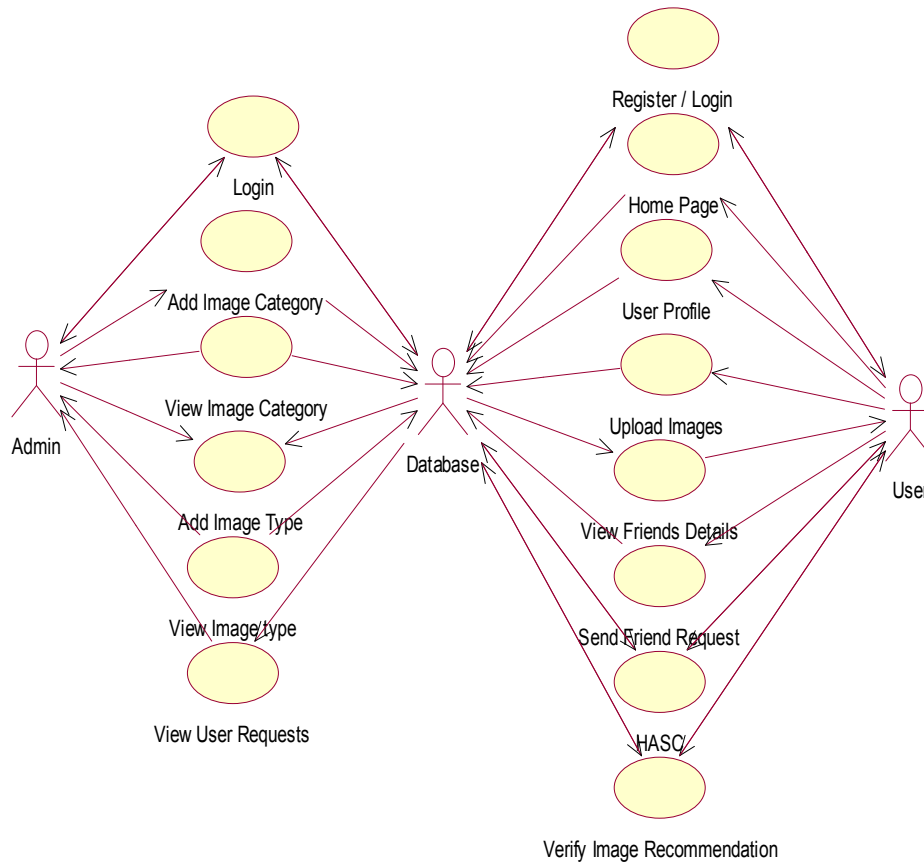 Register / Login
Login
Home Page
Add Image Category
User Profile
View Image Category
Upload Images
Admin
Database
User
Add Image Type
View Friends Details
View Image type
Send Friend Request
View User Requests
HASC
Verify Image Recommendation